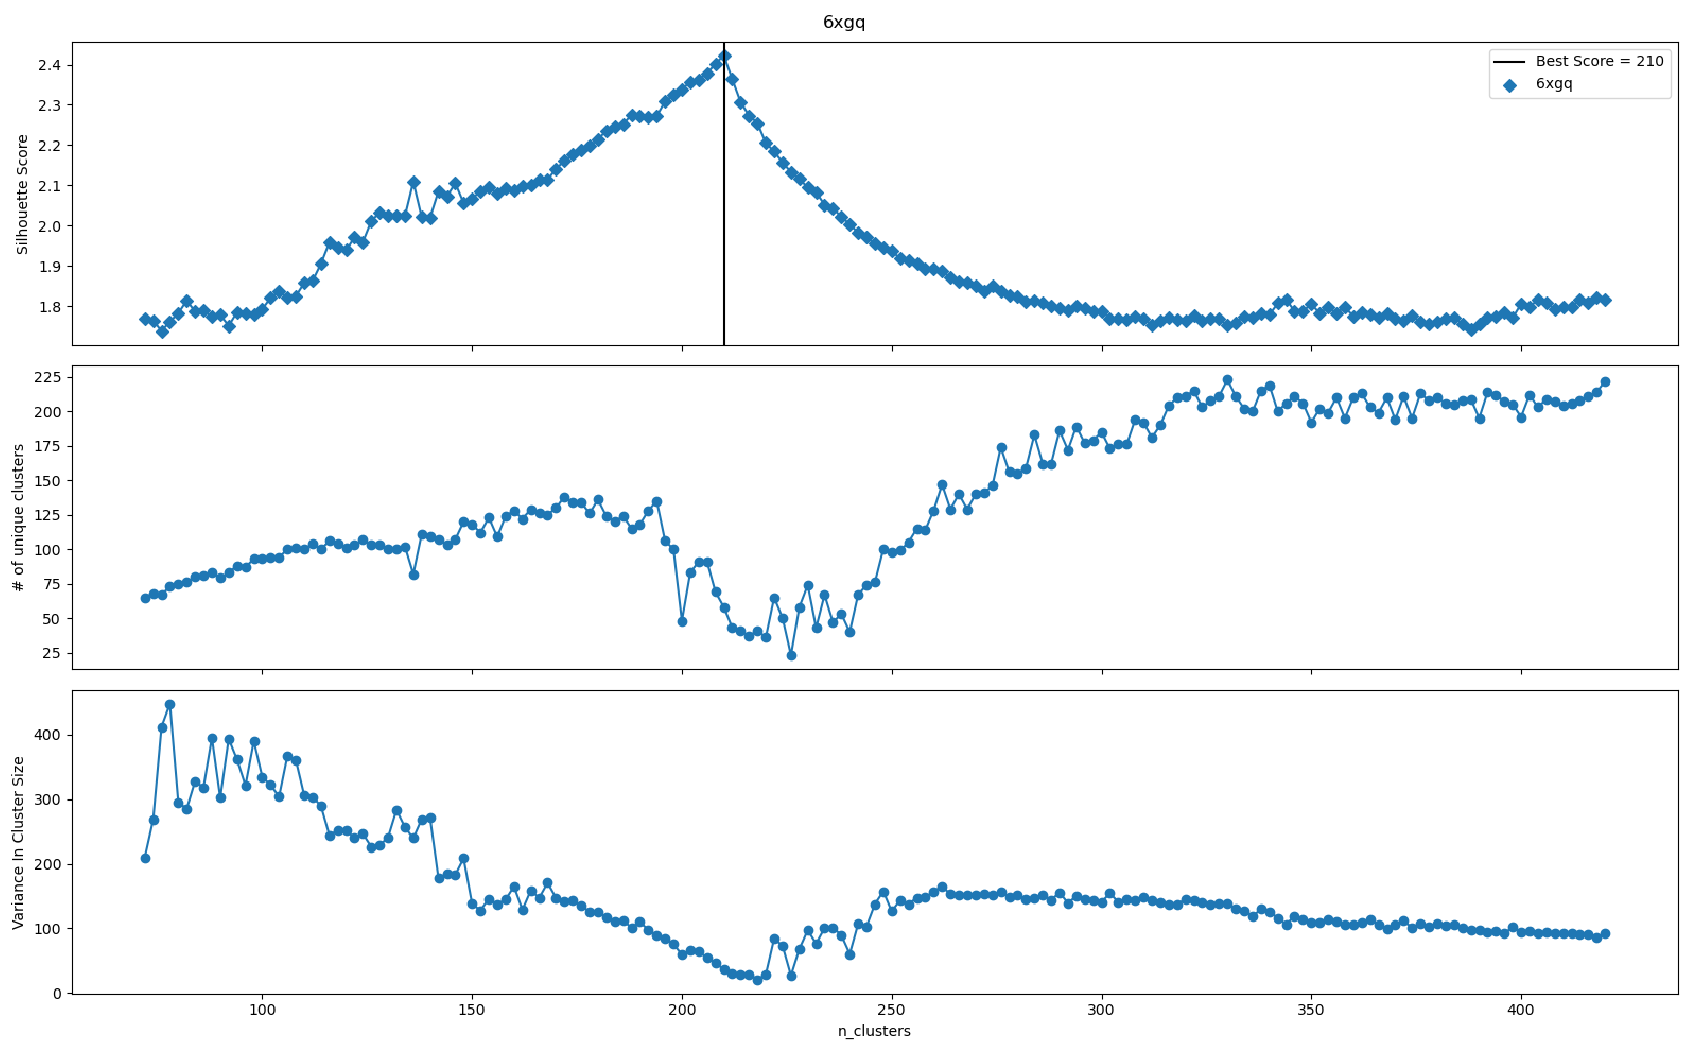 6xgq
Best Score = 210
6xgq
Silhouette Score
2.4
2.3
2.2
2.1
2.0
1.9
1.8
# of unique clusters
225
200
175
150
125
100
75
50
25
Variance In Cluster Size
400
300
200
100
0
100 150 200 250 300 350 400
n_clusters